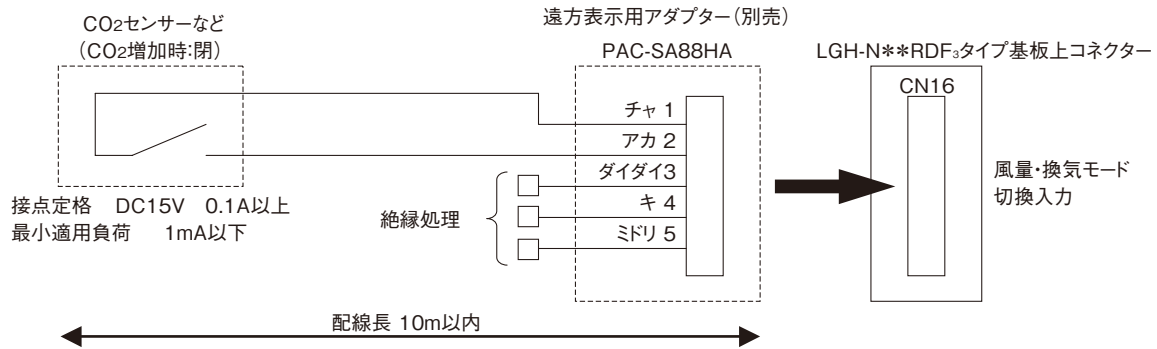 CO2センサーなど
(CO2増加時:閉)
接点定格　DC15V　0.1A以上
最小適用負荷　1mA以下
遠方表示用アダプター(別売)
PAC-SA88HA
チャ 1
アカ 2
ダイダイ3
キ 4
ミドリ 5
絶縁処理
LGH-N**RDF3タイプ基板上コネクター
CN16
風量・換気モード
切換入力
配線長 10m以内